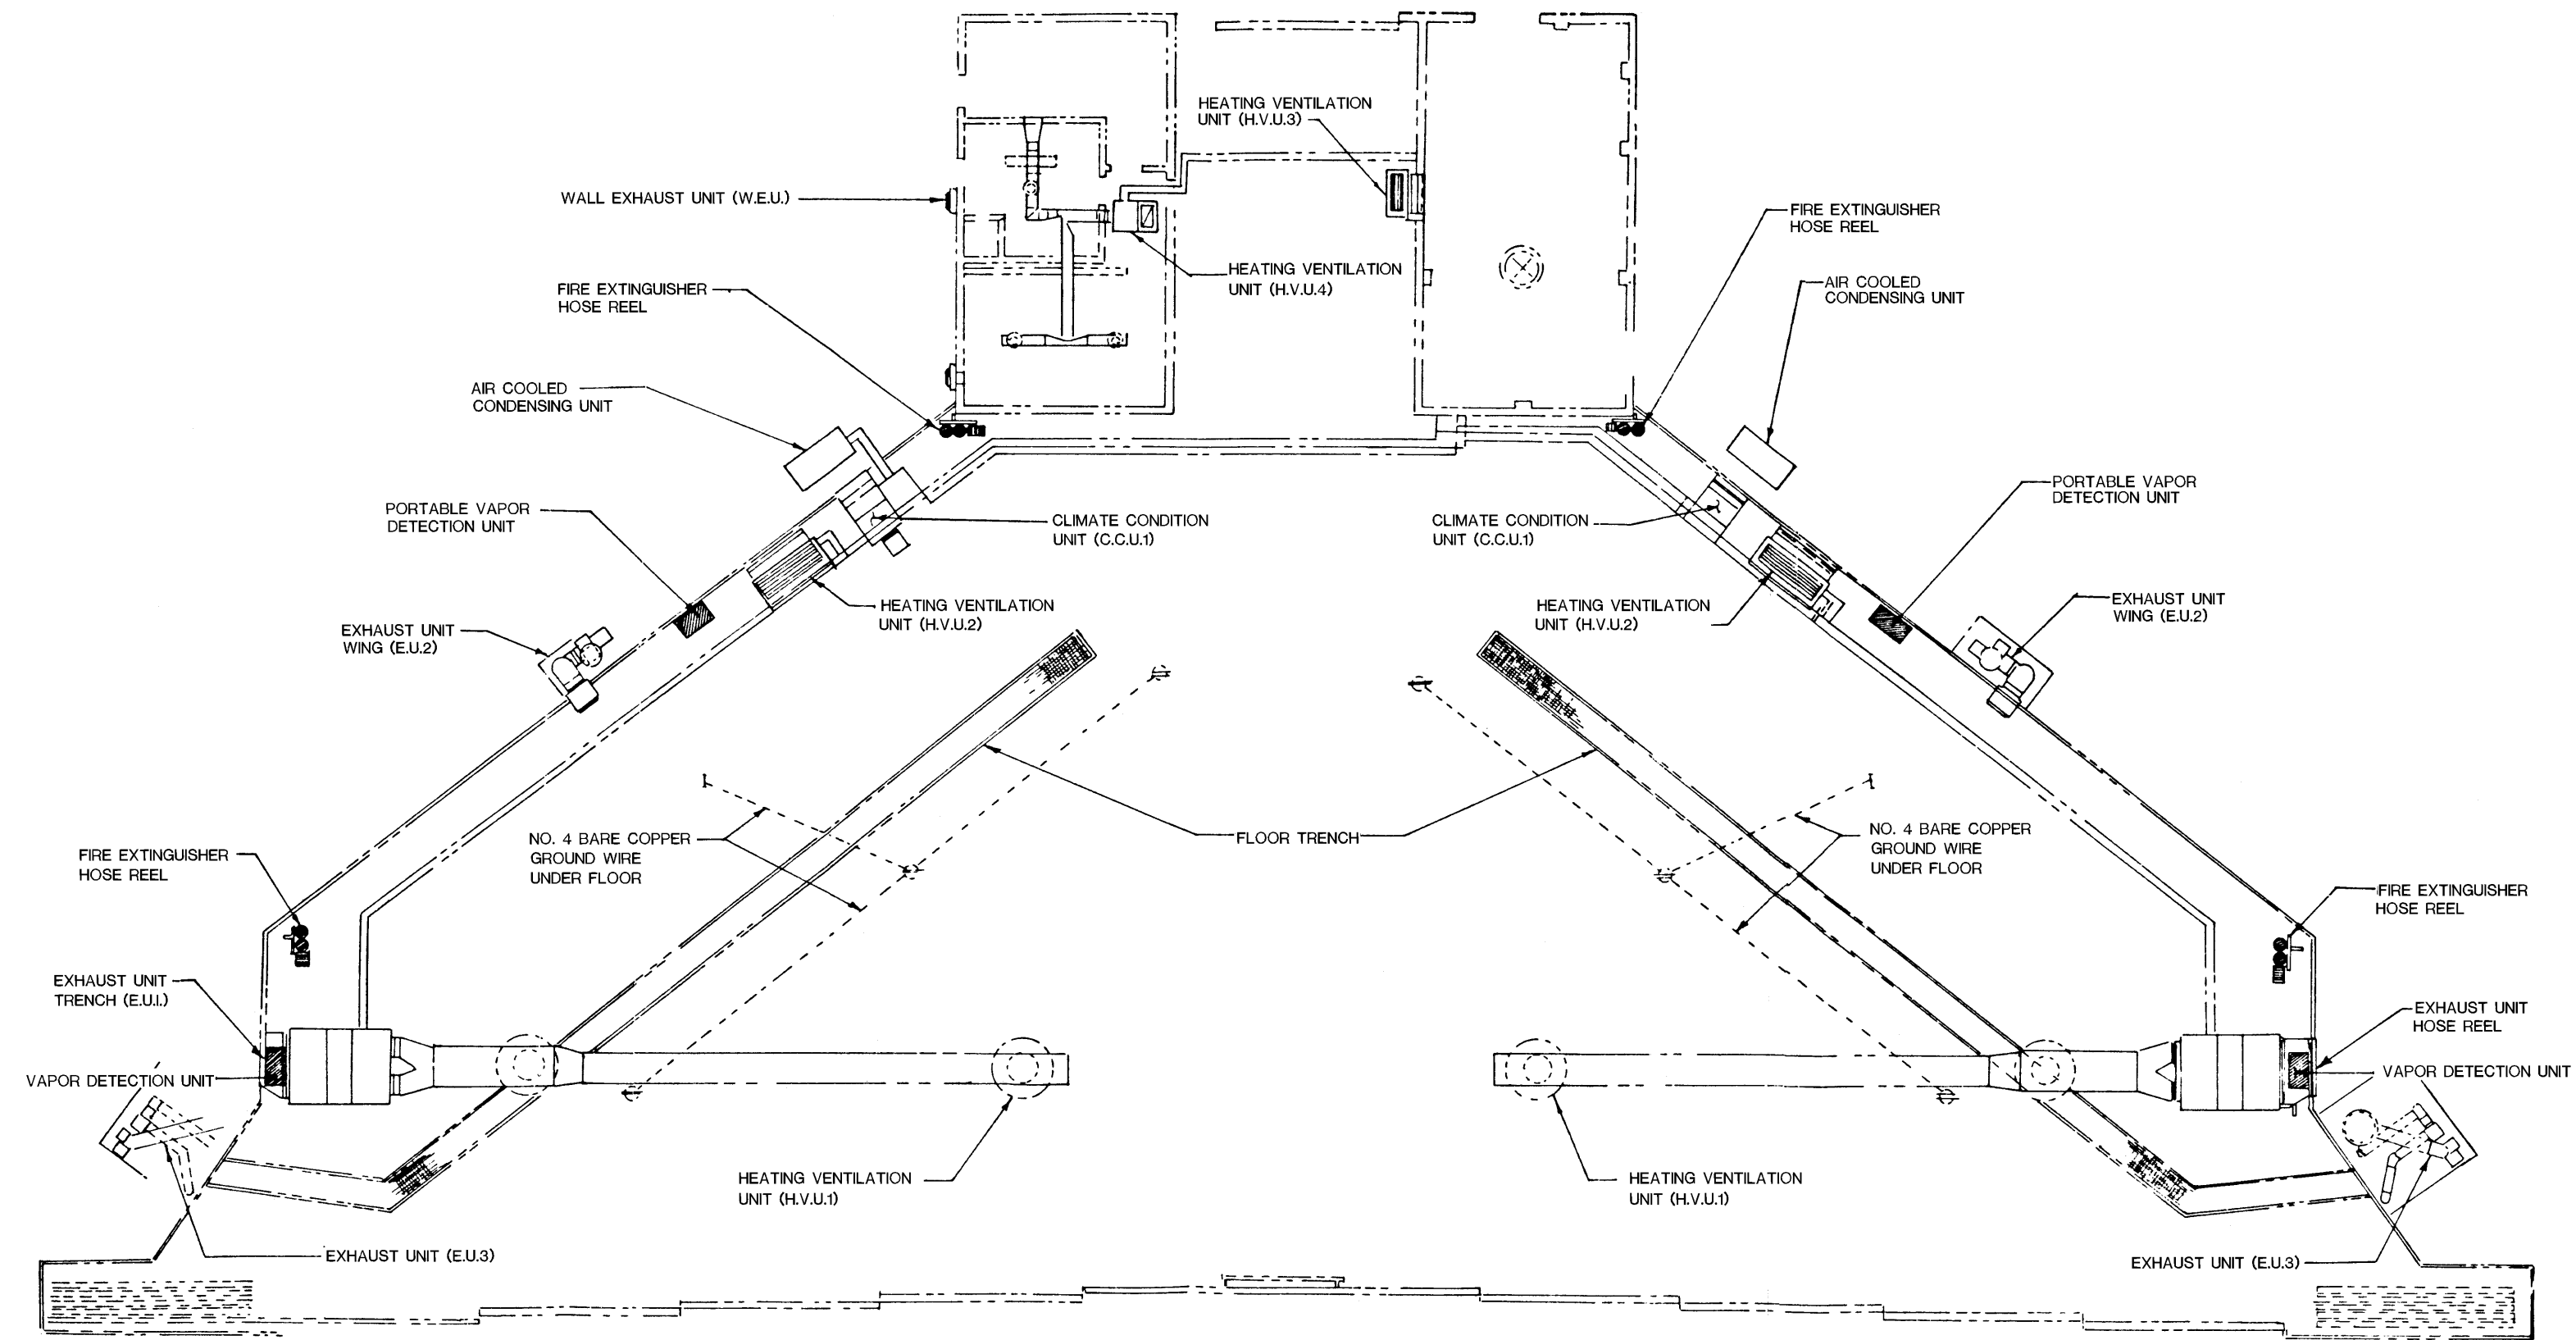 HEATING VENTILATION
UNIT (H.V.U.3)
WALL EXHAUST UNIT (W.E.U.)
FIRE EXTINGUISHER
HOSE REEL
HEATING VENTILATION
UNIT (H.V.U.4)
FIRE EXTINGUISHER
HOSE REEL
AIR COOLED
CONDENSING UNIT
AIR COOLED
CONDENSING UNIT
PORTABLE VAPOR
DETECTION UNIT
PORTABLE VAPOR
DETECTION UNIT
CLIMATE CONDITION
UNIT (C.C.U.1)
CLIMATE CONDITION
UNIT (C.C.U.1)
HEATING VENTILATION
UNIT (H.V.U.2)
HEATING VENTILATION
UNIT (H.V.U.2)
EXHAUST UNIT
WING (E.U.2)
EXHAUST UNIT
WING (E.U.2)
NO. 4 BARE COPPER
GROUND WIRE
UNDER FLOOR
FLOOR TRENCH
NO. 4 BARE COPPER
GROUND WIRE
UNDER FLOOR
FIRE EXTINGUISHER
HOSE REEL
FIRE EXTINGUISHER
HOSE REEL
EXHAUST UNIT
TRENCH (E.U.I.)
EXHAUST UNIT
HOSE REEL
VAPOR DETECTION UNIT
VAPOR DETECTION UNIT
HEATING VENTILATION
UNIT (H.V.U.1)
HEATING VENTILATION
UNIT (H.V.U.1)
EXHAUST UNIT (E.U.3)
EXHAUST UNIT (E.U.3)